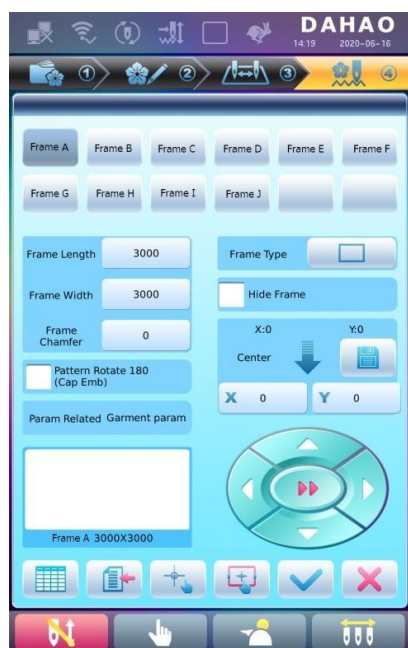 DAHAO
14:19 2020-06-16
① ② ③ ④
Frame A Frame B Frame C Frame D Frame E Frame F
Frame G Frame H Frame I Frame J
Frame Length 3000
Frame Type
Frame Width 3000
Hide Frame
Frame
Chamfer 0
X:0 Y:0
Center
Pattern Rotate 180
(Cap Emb)
X 0 Y 0
Param Related Garment param
Frame A 3000X3000